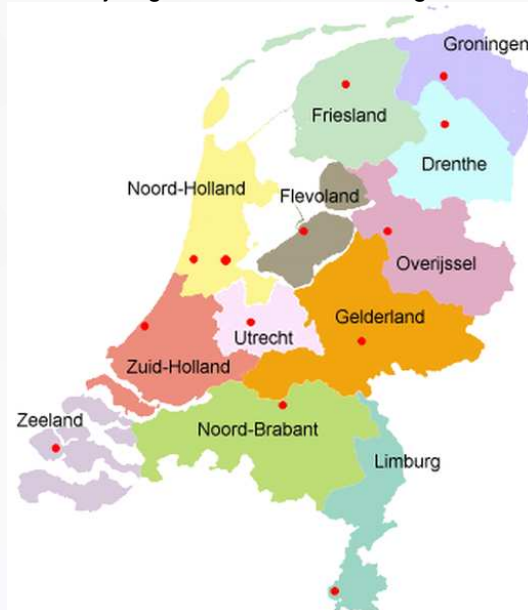 Groningen
Friesland
Drenthe
Noord-Holland
Flevoland
Overijssel
Gelderland
Utrecht
Zuid-Holland
Zeeland
Noord-Brabant
Limburg